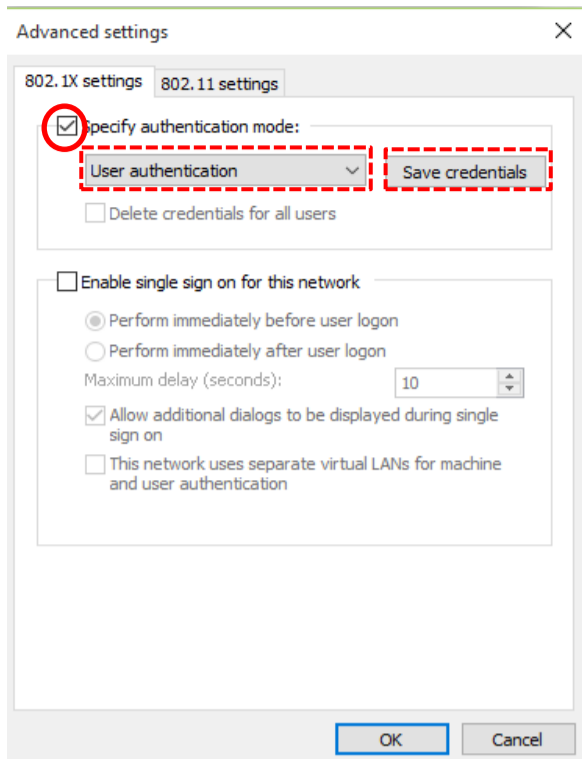 Advanced settings
802.1X settings
802.11 settings
Specify authentication mode:
User authentication
Save credentials
Delete credentials for all users
Enable single sign on for this network
Perform immediately before user logon
Perform immediately after user logon
Maximum delay (seconds):
10
Allow additional dialogs to be displayed during single
sign on
This network uses separate virtual LANs for machine
and user authentication
OK
Cancel